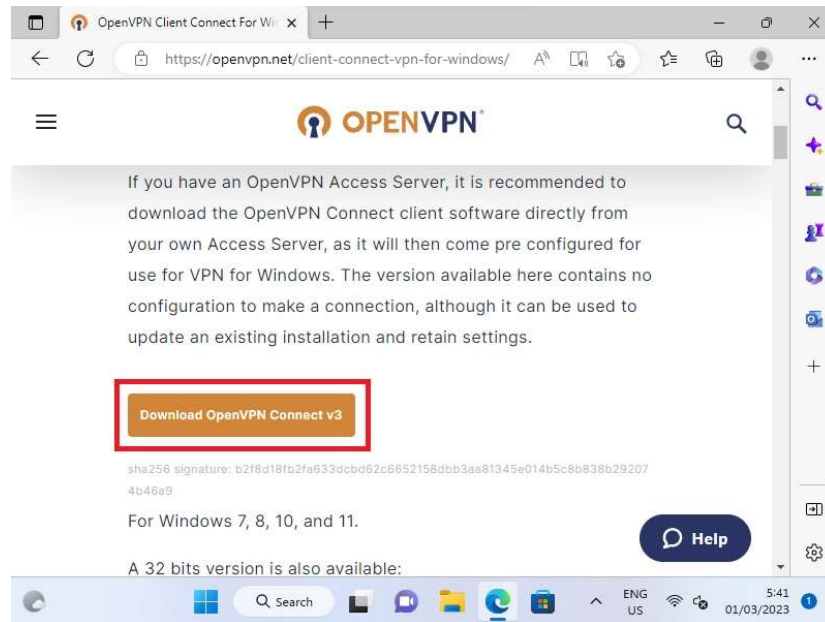 OpenVPN Client Connect For Wi
https://openvpn.net/client-connect-vpn-for-windows/
OPENVPN
If you have an OpenVPN Access Server, it is recommended to
download the OpenVPN Connect client software directly from
your own Access Server, as it will then come pre configured for
use for VPN for Windows. The version available here contains no
configuration to make a connection, although it can be used to
update an existing installation and retain settings.
Download OpenVPN Connect v3
sha256 signature: b2f8d18fb2fa633dcbd62c6652158dbb3aa81345e014b5c8b838b29207
4b46a9
For Windows 7, 8, 10, and 11.
Help
A 32 bits version is also available:
Search
ENG
US
5:41
01/03/2023
1